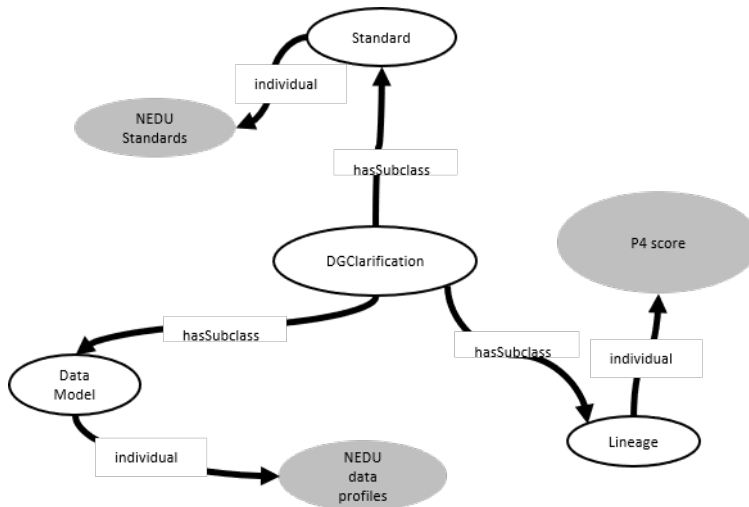 Standard
individual
NEDU
Standards
hasSubclass
P4 score
DGClarification
hasSubclass
hasSubclass
individual
Data
Model
Lineage
individual
NEDU
data
profiles